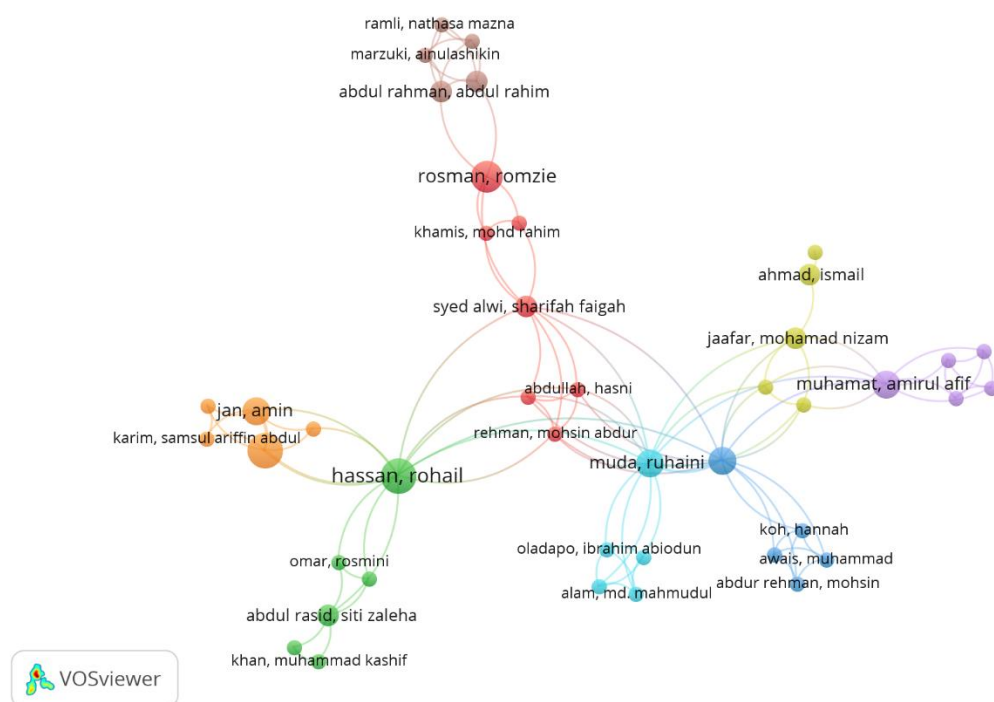 ramli, nathasa mazna
marzuki, ainulashikin
abdul rahman, abdul rahim
rosman, romzie
khamis, mohd rahim
ahmad, ismail
syed alwi, sharifah faigah
jaafar, mohamad nizam
muhamat, amirul afif
abdullah, hasni
jan, amin
karim, samsul ariffin abdul
rehman, mohsin abdur
muda, ruhaini
hassan, rohail
koh, hannah
oladapo, ibrahim abiodun
awais, muhammad
omar, rosmini
abdur rehman, mohsin
alam, md. mahmudul
abdul rasid, siti zaleha
khan, muhammad kashif
VOSviewer